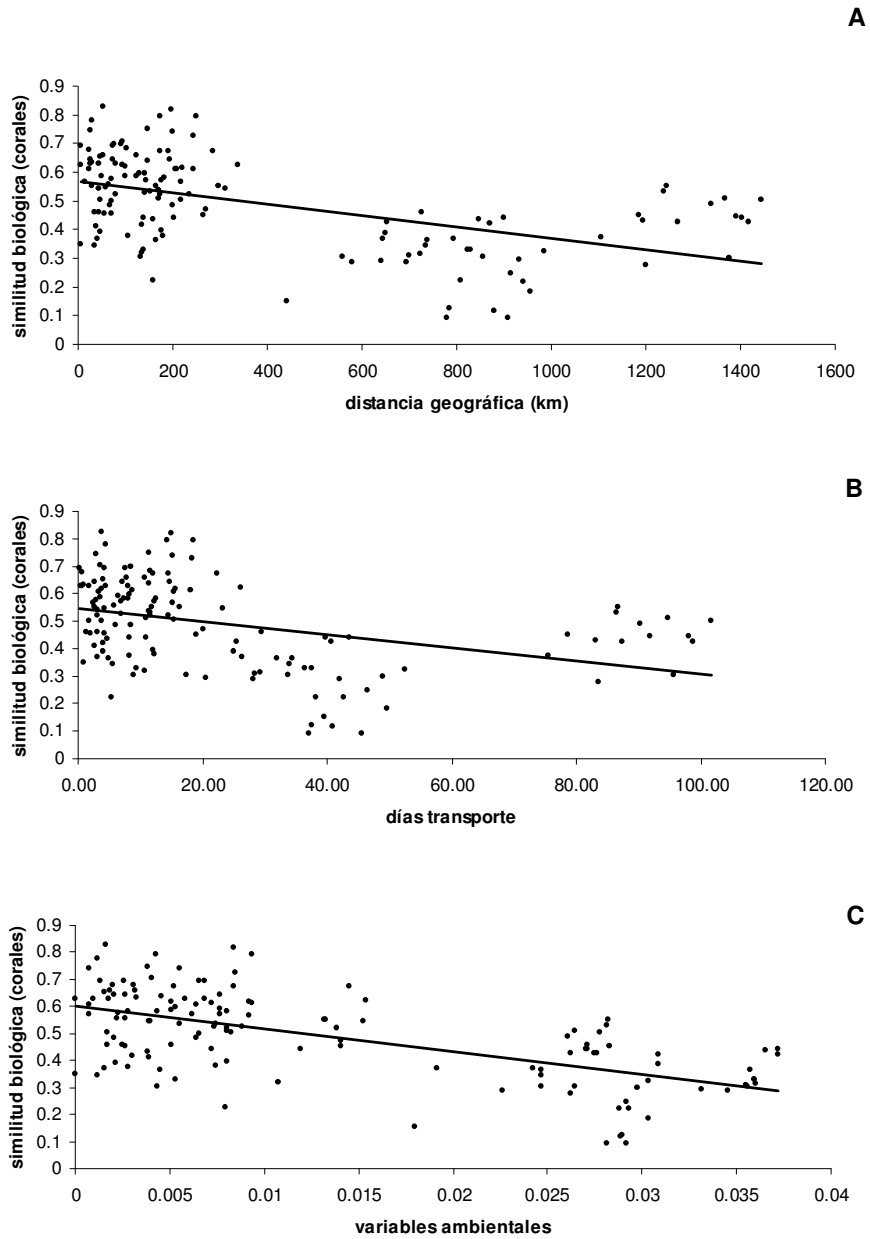 A
similitud biológica (corales)
0.9
0.8
0.7
0.6
0.5
0.4
0.3
0.2
0.1
0
0 200 400 600 800 1000 1200 1400 1600
distancia geográfica (km)
B
similitud biológica (corales)
0.9
0.8
0.7
0.6
0.5
0.4
0.3
0.2
0.1
0
0.00 20.00 40.00 60.00 80.00 100.00 120.00
días transporte
C
similitud biológica (corales)
0.9
0.8
0.7
0.6
0.5
0.4
0.3
0.2
0.1
0
0 0.005 0.01 0.015 0.02 0.025 0.03 0.035 0.04
variables ambientales